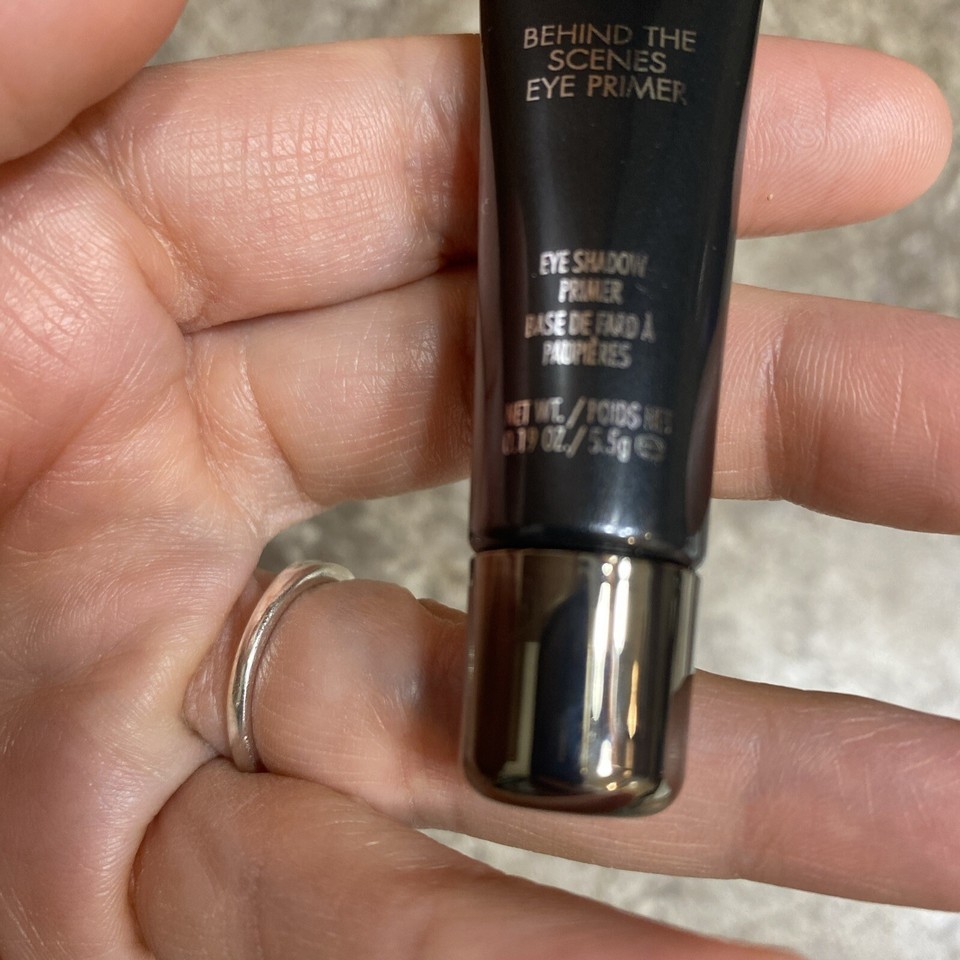 BEHIND THE
SCENES
EYE PRIMER
EYE SHADOW
PRIMER
BASE DE FARD À
PAUPIÈRES
NET WT. / POIDS NET
0.19 OZ. / 5.5g ℮